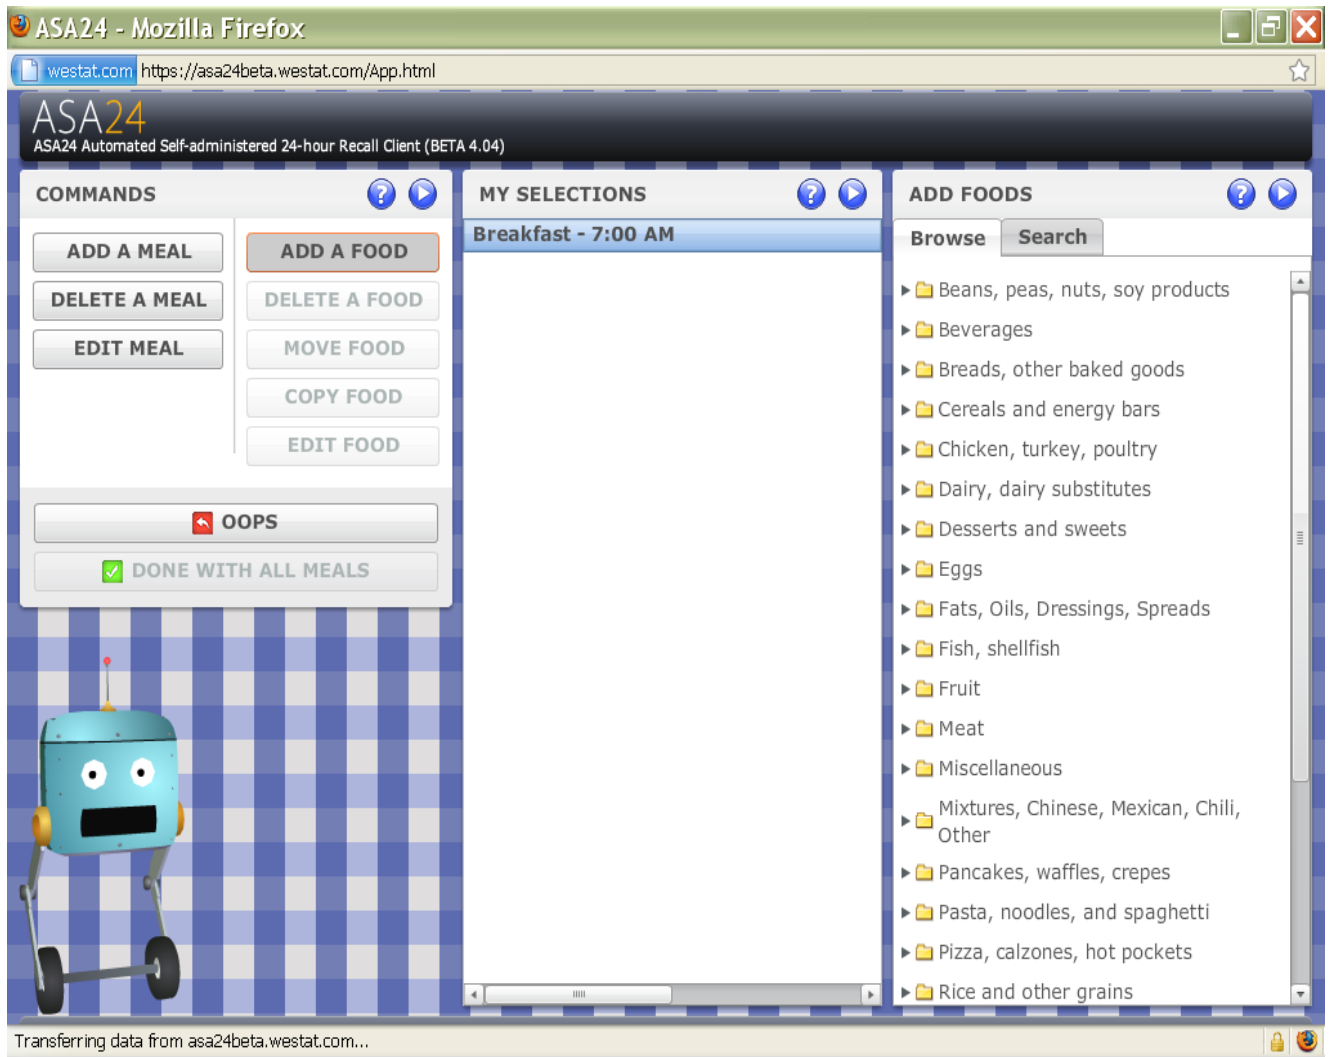 ASA24 - Mozilla Firefox
westat.com https://asa24beta.westat.com/App.html
ASA24
ASA24 Automated Self-administered 24-hour Recall Client (BETA 4.04)
COMMANDS
ADD A MEAL
DELETE A MEAL
EDIT MEAL
ADD A FOOD
DELETE A FOOD
MOVE FOOD
COPY FOOD
EDIT FOOD
OOPS
DONE WITH ALL MEALS
MY SELECTIONS
Breakfast - 7:00 AM
ADD FOODS
Browse
Search
Beans, peas, nuts, soy products
Beverages
Breads, other baked goods
Cereals and energy bars
Chicken, turkey, poultry
Dairy, dairy substitutes
Desserts and sweets
Eggs
Fats, Oils, Dressings, Spreads
Fish, shellfish
Fruit
Meat
Miscellaneous
Mixtures, Chinese, Mexican, Chili,
Other
Pancakes, waffles, crepes
Pasta, noodles, and spaghetti
Pizza, calzones, hot pockets
Rice and other grains
Transferring data from asa24beta.westat.com...